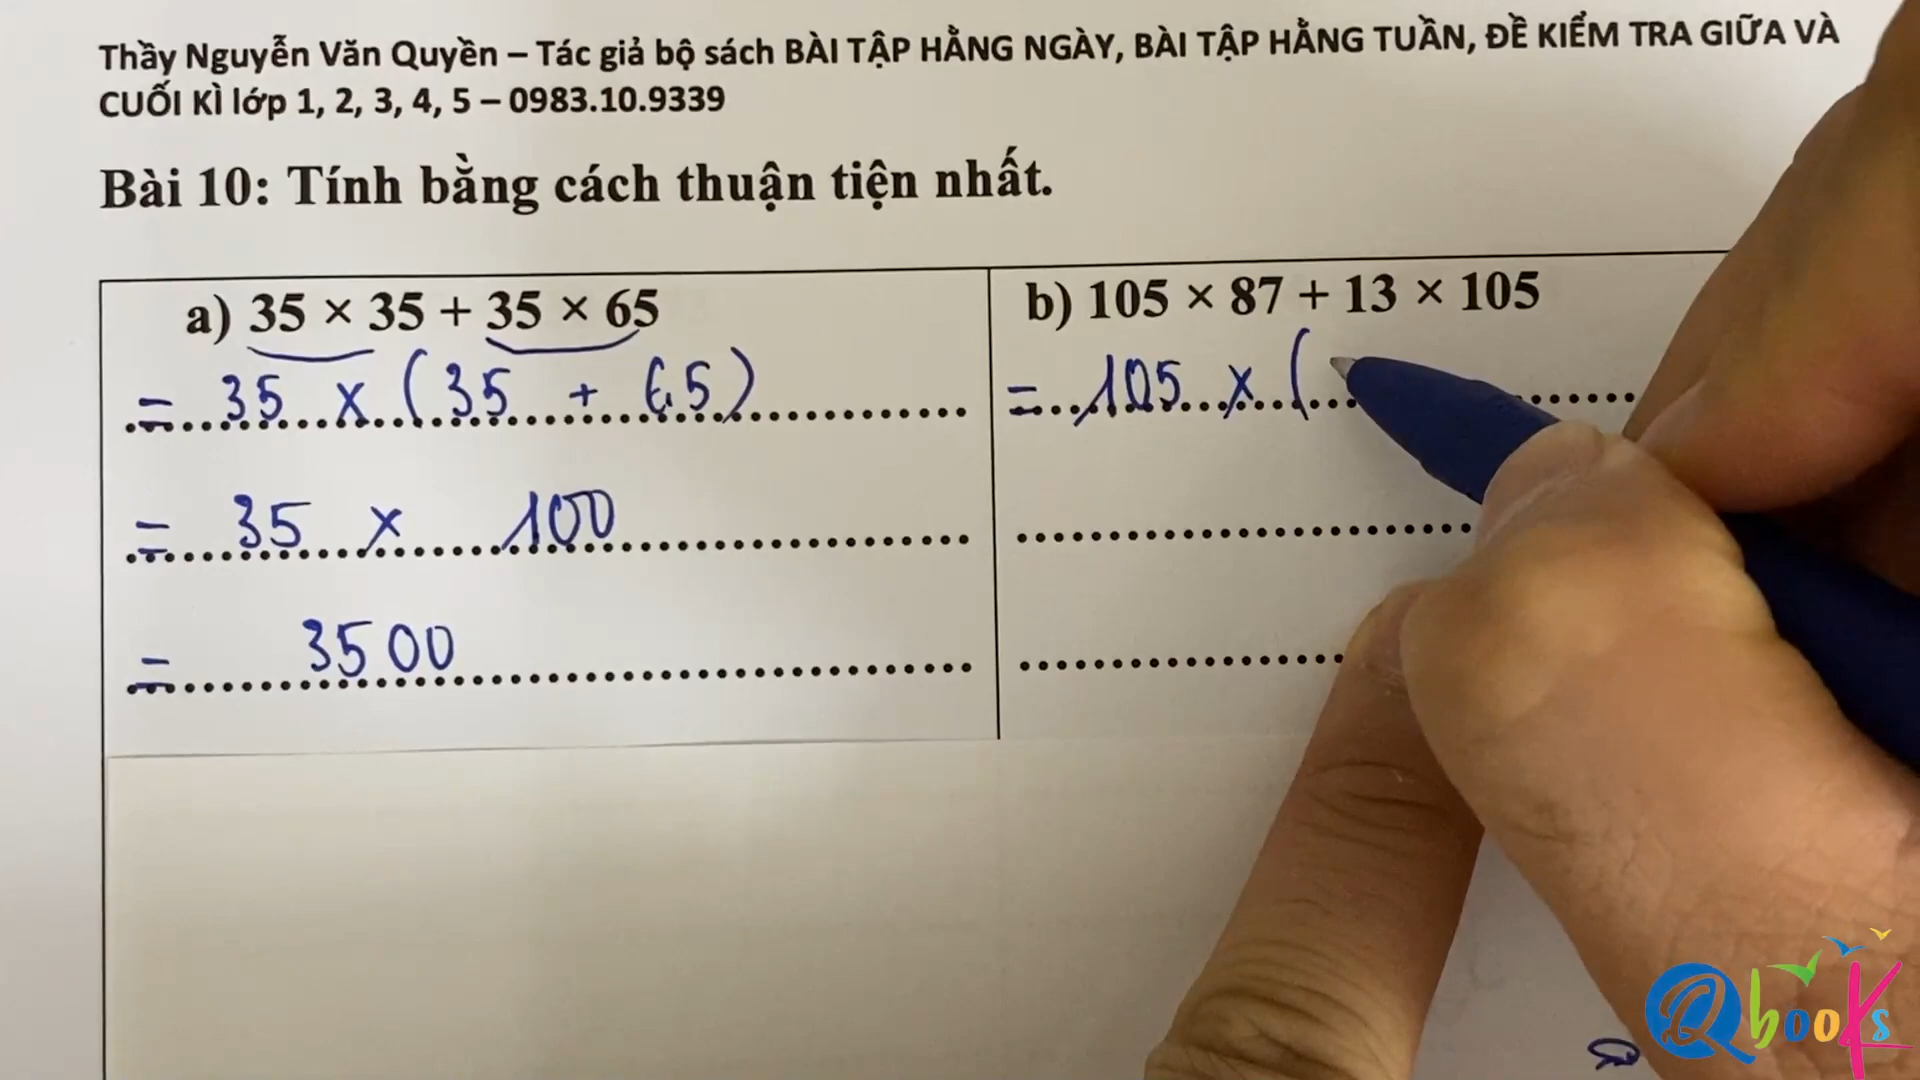 Thầy Nguyễn Văn Quyền – Tác giả bộ sách BÀI TẬP HẰNG NGÀY, BÀI TẬP HẰNG TUẦN, ĐỀ KIỂM TRA GIỮA VÀ
CUỐI KÌ lớp 1, 2, 3, 4, 5 – 0983.10.9339
Bài 10: Tính bằng cách thuận tiện nhất.
a) 35 × 35 + 35 × 65
= 35 × (35 + 65)
= 35 × 100
= 3500
b) 105 × 87 + 13 × 105
= 105 × (
Qbooks